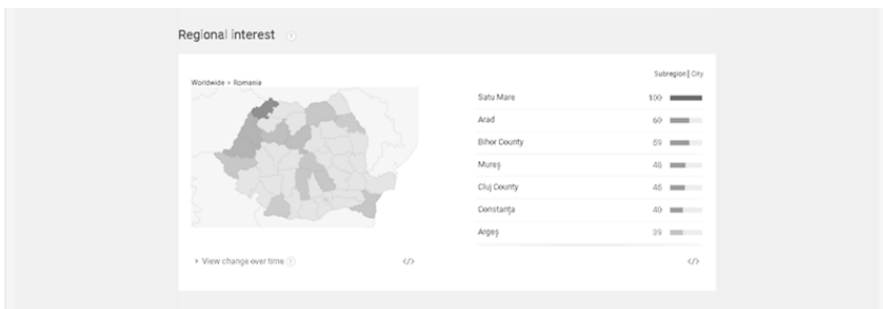 Regional interest ?
Subregion | City
Worldwide > Romania
Satu Mare 100
Arad 60
Bihor County 59
Mureș 48
Cluj County 46
Constanța 40
Argeș 39
View change over time ?
</>
</>